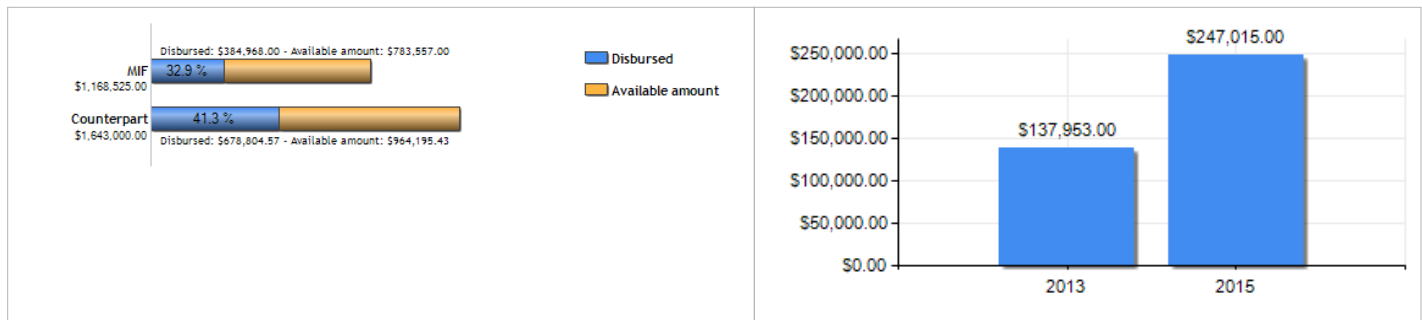 Disbursed: $384,968.00 - Available amount: $783,557.00
MIF
$1,168,525.00
32.9 %
Counterpart
$1,643,000.00
41.3 %
Disbursed: $678,804.57 - Available amount: $964,195.43
Disbursed
Available amount
$250,000.00
$200,000.00
$150,000.00
$100,000.00
$50,000.00
$0.00
$137,953.00
$247,015.00
2013
2015